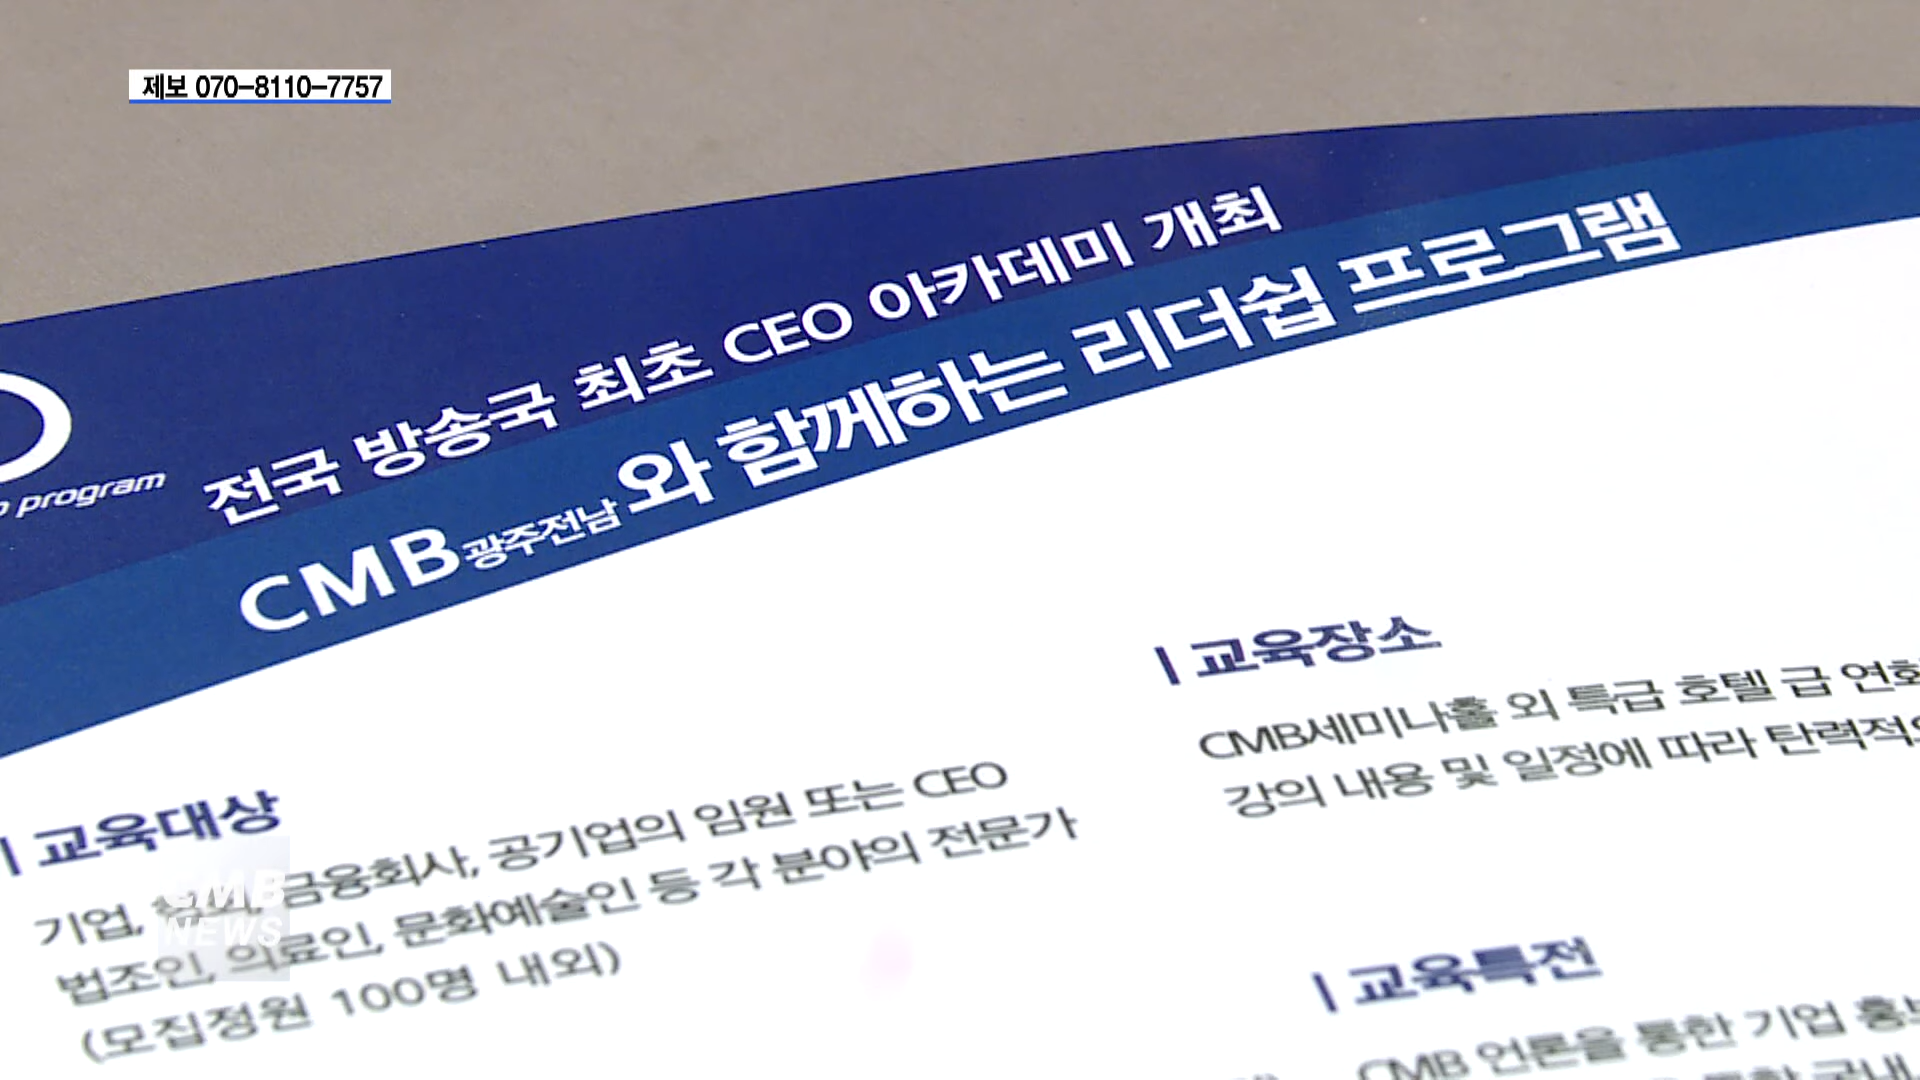 제보 070-8110-7757
program
전국 방송국 최초 CEO 아카데미 개최
CMB광주전남와 함께하는 리더쉽 프로그램
| 교육장소
CMB세미나홀 외 특급 호텔 급
강의 내용 및 일정에 따라
| 교육대상
기업, 금융회사, 공기업의 임원 또는 CEO
법조인, 의료인, 문화예술인 등 각 분야의 전문가
(모집정원 100명 내외)
| 교육특전
CMB 언론을 통한 기업
CMB
NEWS